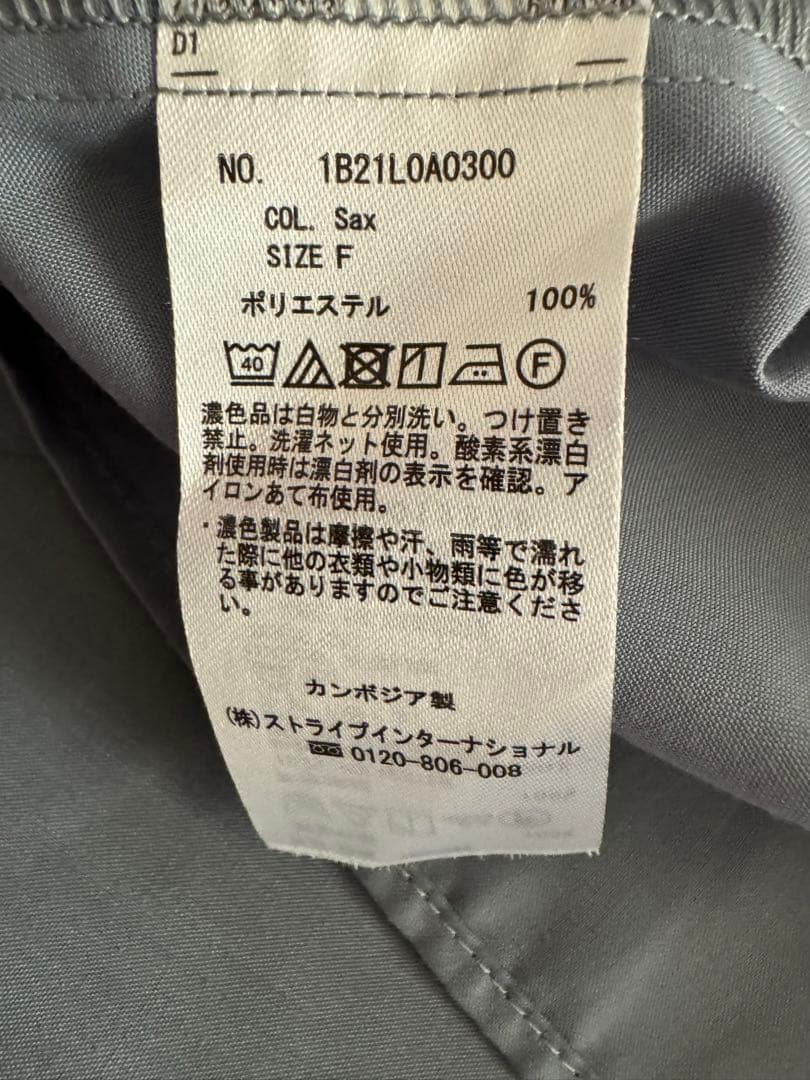 D1
NO. 1B21L0A0300
COL. Sax
SIZE F
ポリエステル 100%
40 F
濃色品は白物と分別洗い。つけ置き
禁止。洗濯ネット使用。酸素系漂白
剤使用時は漂白剤の表示を確認。ア
イロンあて布使用。
・濃色製品は摩擦や汗、雨等で濡れ
た際に他の衣類や小物類に色が移
る事がありますのでご注意くださ
い。
カンボジア製
(株)ストライプインターナショナル
0120-806-008